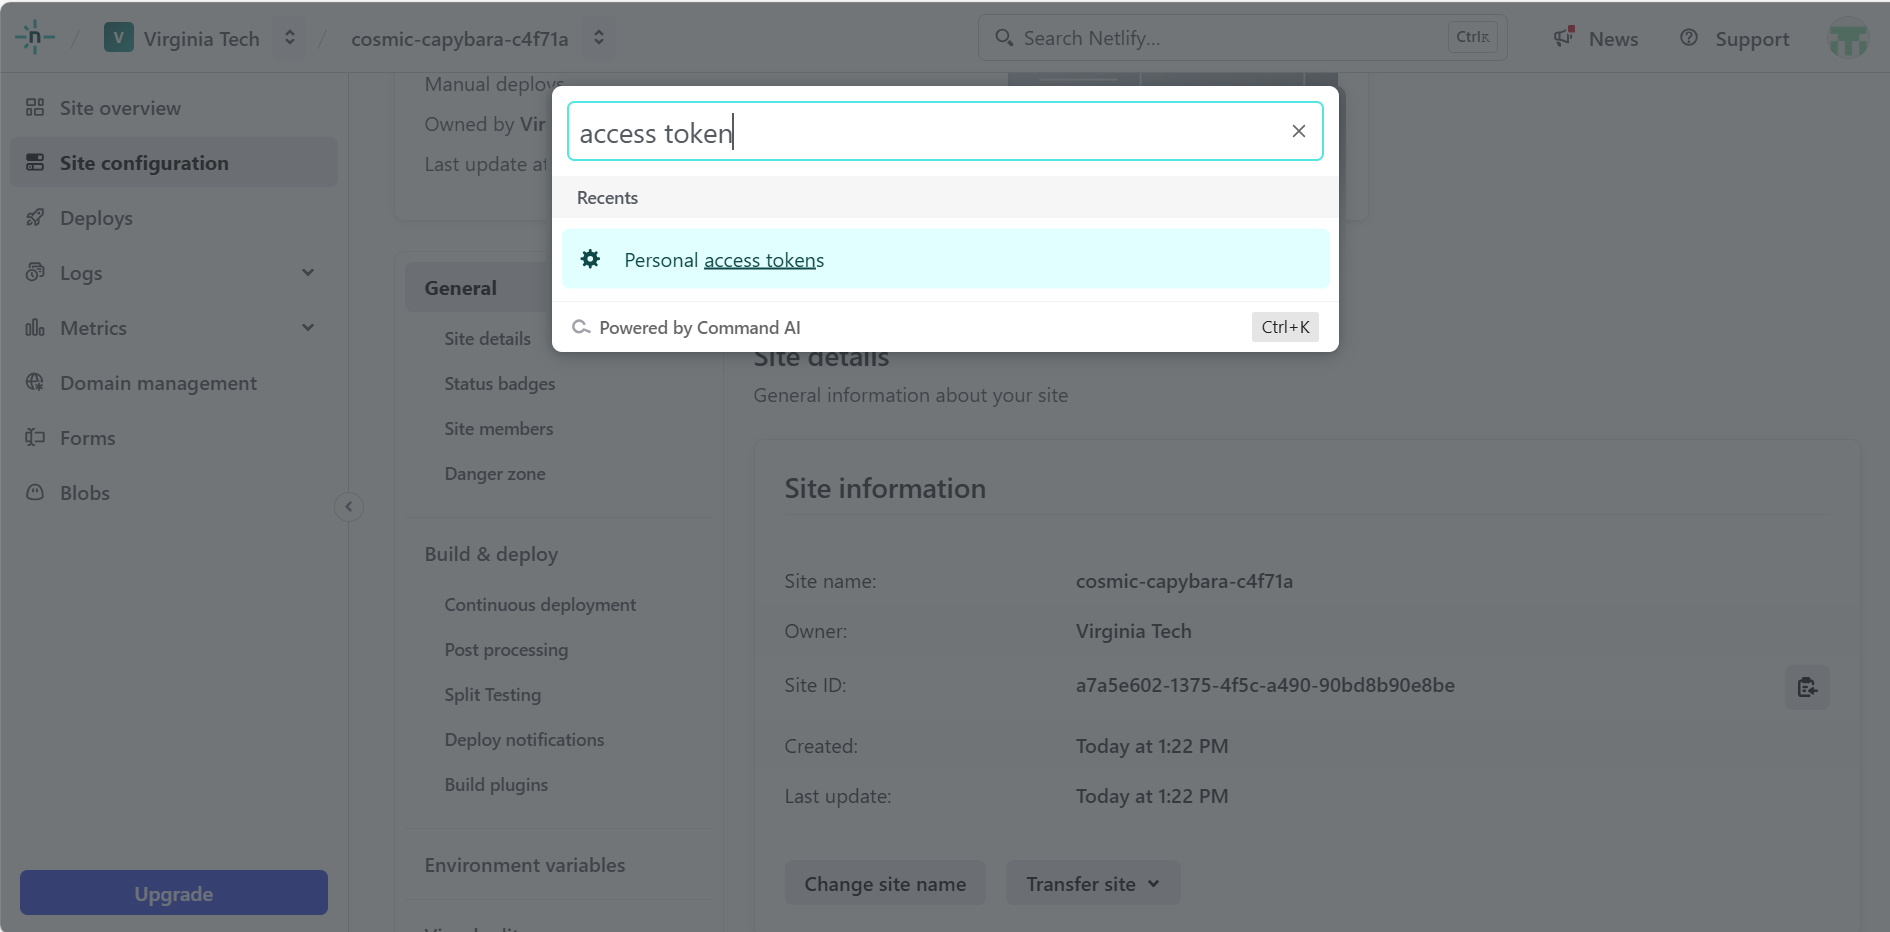 V Virginia Tech / cosmic-capybara-c4f71a
Search Netlify... CtrlK
News
Support
Site overview
Site configuration
Deploys
Logs
Metrics
Domain management
Forms
Blobs
Upgrade
Manual deploys
Owned by Vir
Last update at
access token
Recents
Personal access tokens
Powered by Command AI
Ctrl+K
General
Site details
Status badges
Site members
Danger zone
Build & deploy
Continuous deployment
Post processing
Split Testing
Deploy notifications
Build plugins
Environment variables
Site details
General information about your site
Site information
Site name: cosmic-capybara-c4f71a
Owner: Virginia Tech
Site ID: a7a5e602-1375-4f5c-a490-90bd8b90e8be
Created: Today at 1:22 PM
Last update: Today at 1:22 PM
Change site name
Transfer site